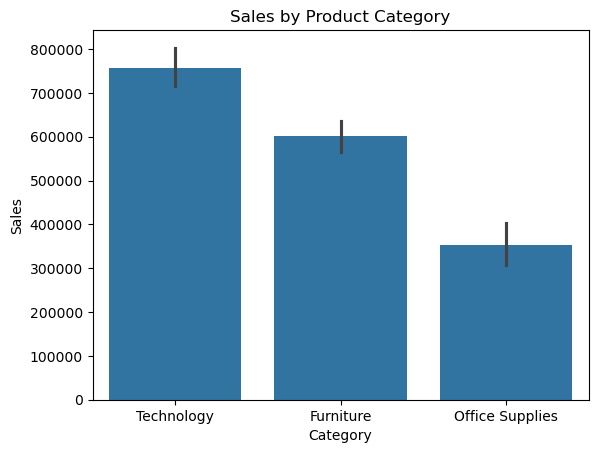 Sales by Product Category
Sales
800000
700000
600000
500000
400000
300000
200000
100000
0
Technology
Furniture
Office Supplies
Category